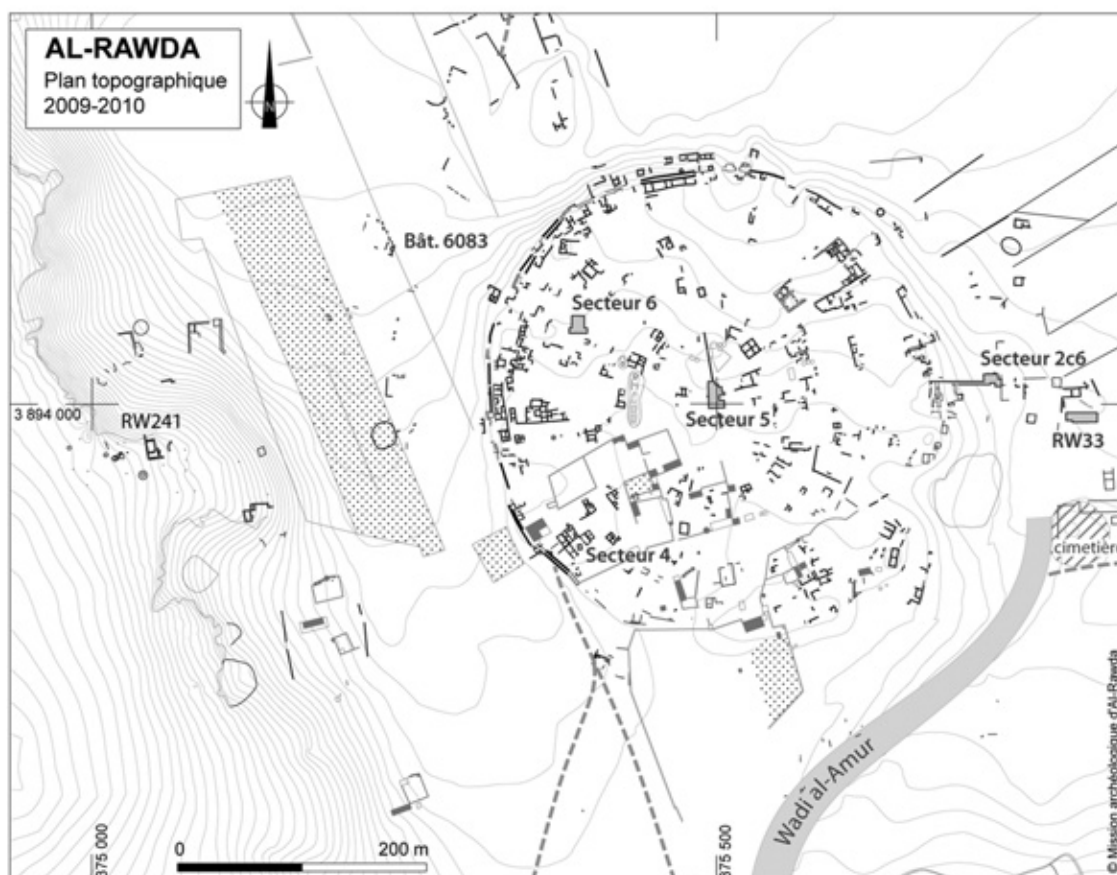 AL-RAWDA
Plan topographique
2009-2010
N
Bât. 6083
Secteur 6
Secteur 2c6
3 894 000
RW241
Secteur 5
RW33
Secteur 4
cimetière
Wadi al-Amur
0 200 m
375 000
375 500
© Mission archéologique d'Al-Rawda